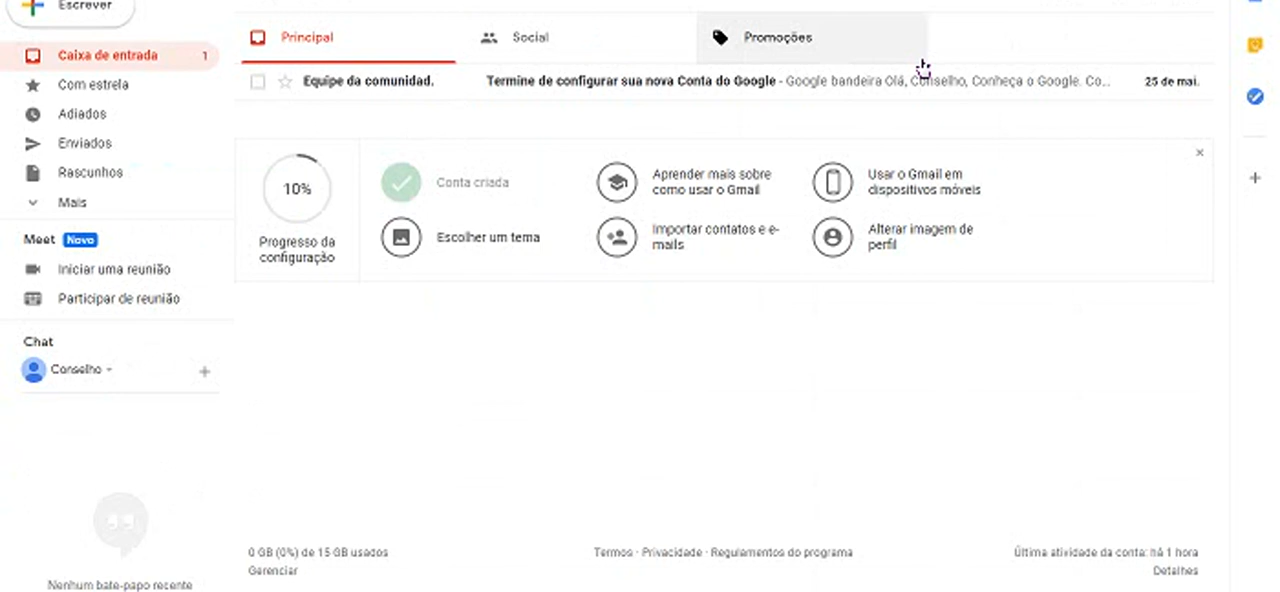 Escrever
Caixa de entrada 1
Com estrela
Adiados
Enviados
Rascunhos
Mais
Meet Novo
Iniciar uma reunião
Participar de reunião
Chat
Conselho
Nenhum bate-papo recente
Principal Social Promoções
Equipe da comunidad. Termine de configurar sua nova Conta do Google - Google bandeira Olá, Conselho, Conheça o Google. Co... 25 de mai.
10%
Progresso da
configuração
Conta criada
Escolher um tema
Aprender mais sobre
como usar o Gmail
Importar contatos e e-
mails
Usar o Gmail em
dispositivos móveis
Alterar imagem de
perfil
0 GB (0%) de 15 GB usados
Gerenciar
Termos · Privacidade · Regulamentos do programa
Última atividade da conta: há 1 hora
Detalhes